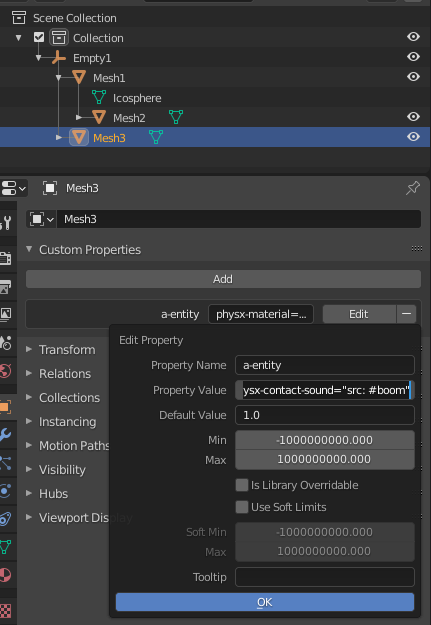 Scene Collection
Collection
Empty1
Mesh1
Icosphere
Mesh2
Mesh3
Mesh3
Mesh3
Custom Properties
Add
a-entity physx-material=... Edit
Edit Property
Property Name a-entity
Property Value ysx-contact-sound="src: #boom"
Default Value 1.0
Min -1000000000.000
Max 1000000000.000
Is Library Overridable
Use Soft Limits
Soft Min -1000000000.000
Max 1000000000.000
Tooltip
OK
Transform
Relations
Collections
Instancing
Motion Paths
Visibility
Hubs
Viewport Display